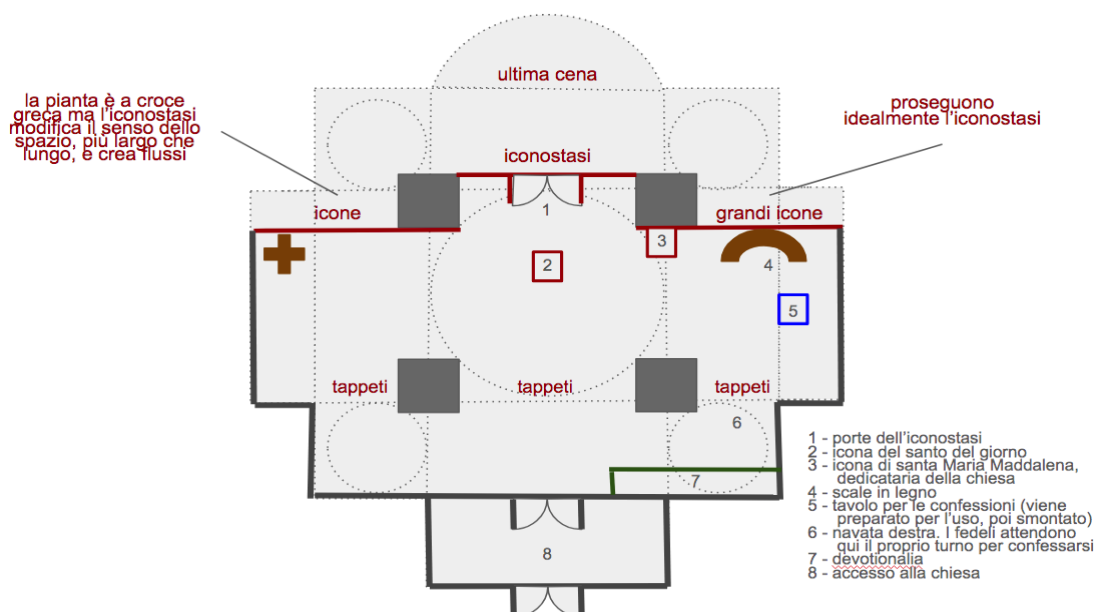 ultima cena
la pianta è a croce
greca ma l'iconostasi
modifica il senso dello
spazio, più largo che
lungo, e crea flussi
proseguono
idealmente l'iconostasi
iconostasi
1
icone
grandi icone
2
3
4
5
tappeti
tappeti
tappeti
6
7
8
1 - porte dell'iconostasi
2 - icona del santo del giorno
3 - icona di santa Maria Maddalena,
dedicataria della chiesa
4 - scale in legno
5 - tavolo per le confessioni (viene
preparato per l'uso, poi smontato)
6 - navata destra. I fedeli attendono
qui il proprio turno per confessarsi
7 - devotionalia
8 - accesso alla chiesa